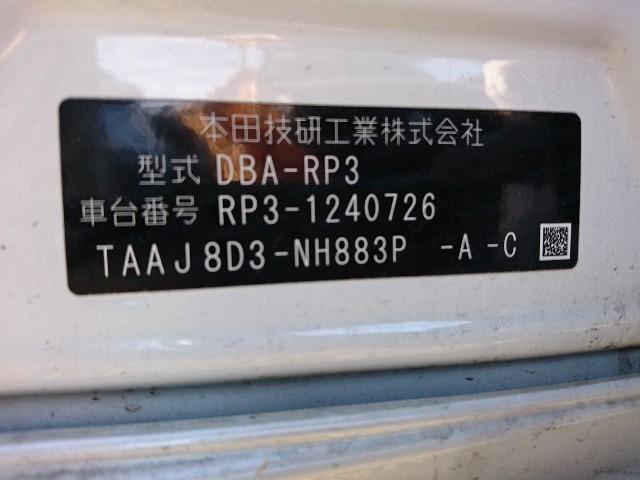 本田技研工業株式会社
型式 DBA-RP3
車台番号 RP3-1240726
TAAJ8D3-NH883P -A -C